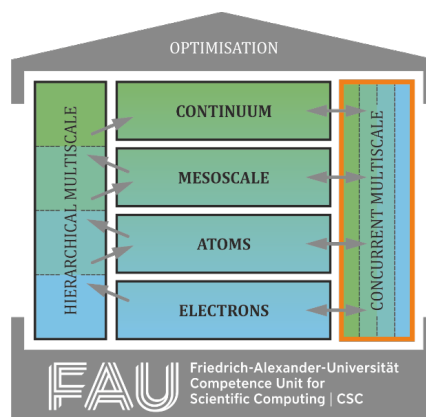 OPTIMISATION
HIERARCHICAL MULTISCALE
CONTINUUM
MESOSCALE
ATOMS
ELECTRONS
CONCURRENT MULTISCALE
FAU
Friedrich-Alexander-Universität
Competence Unit for
Scientific Computing | CSC